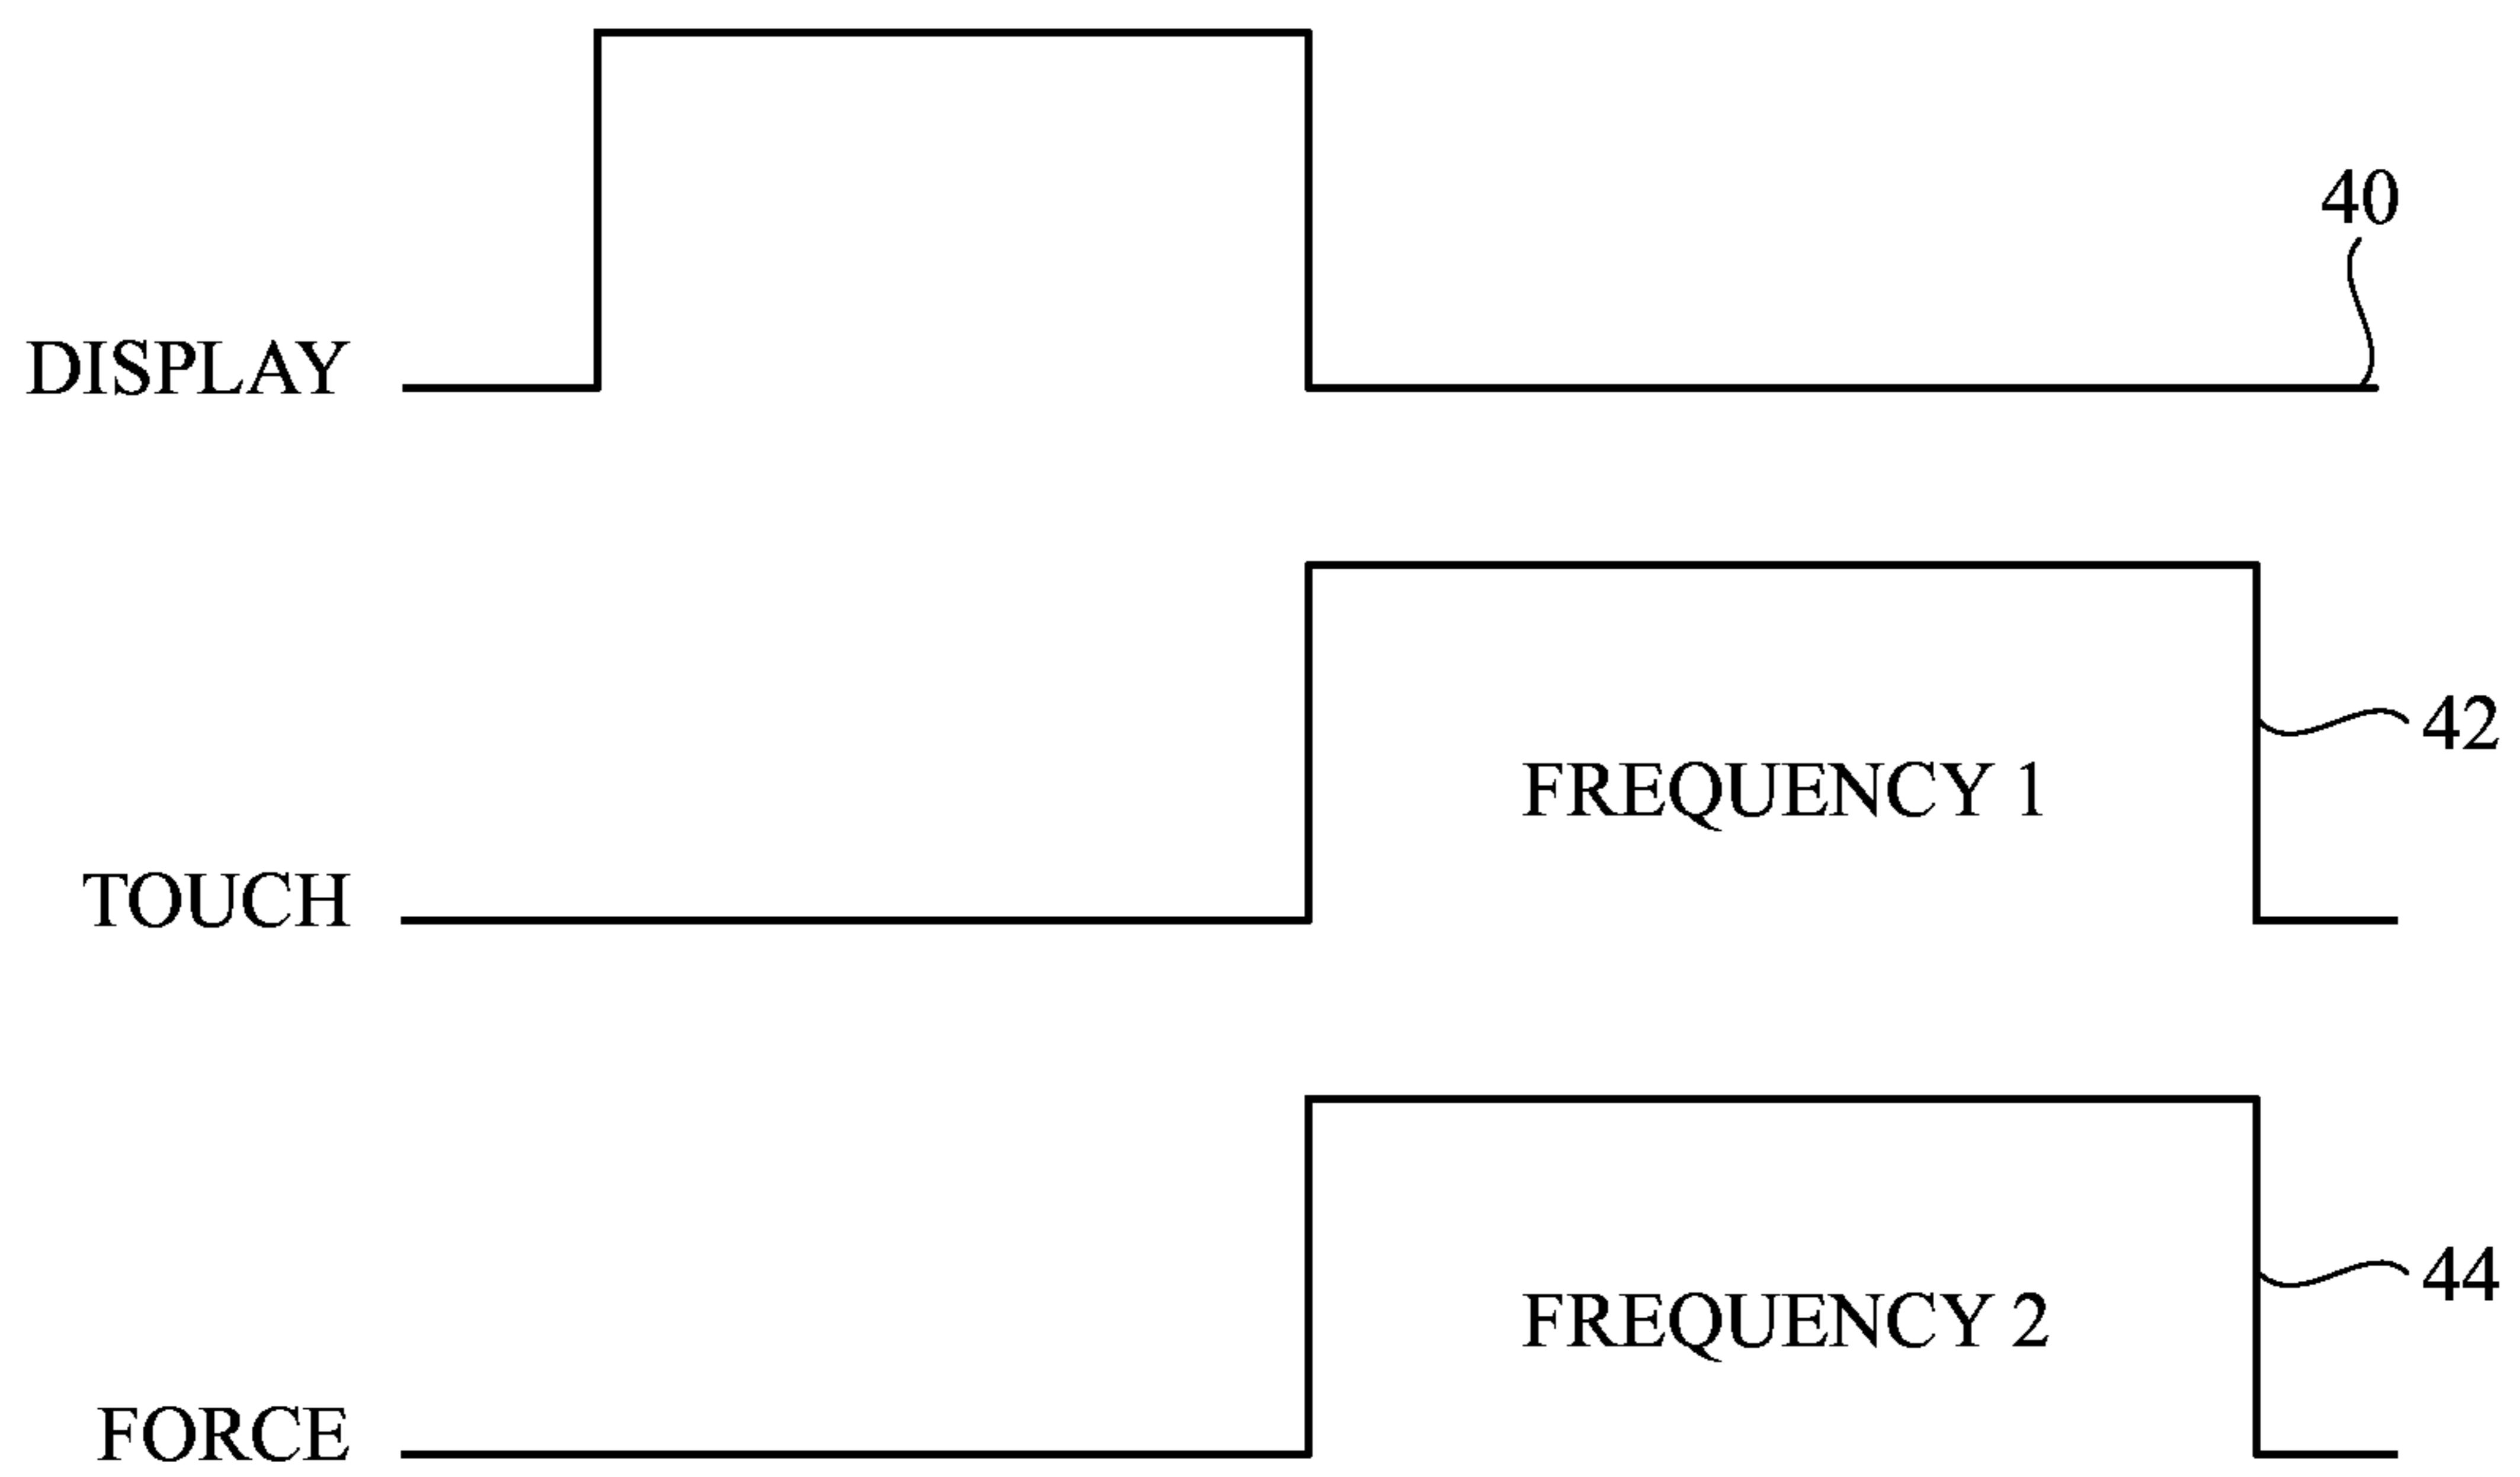 40
DISPLAY
42
FREQUENCY 1
TOUCH
44
FREQUENCY 2
FORCE